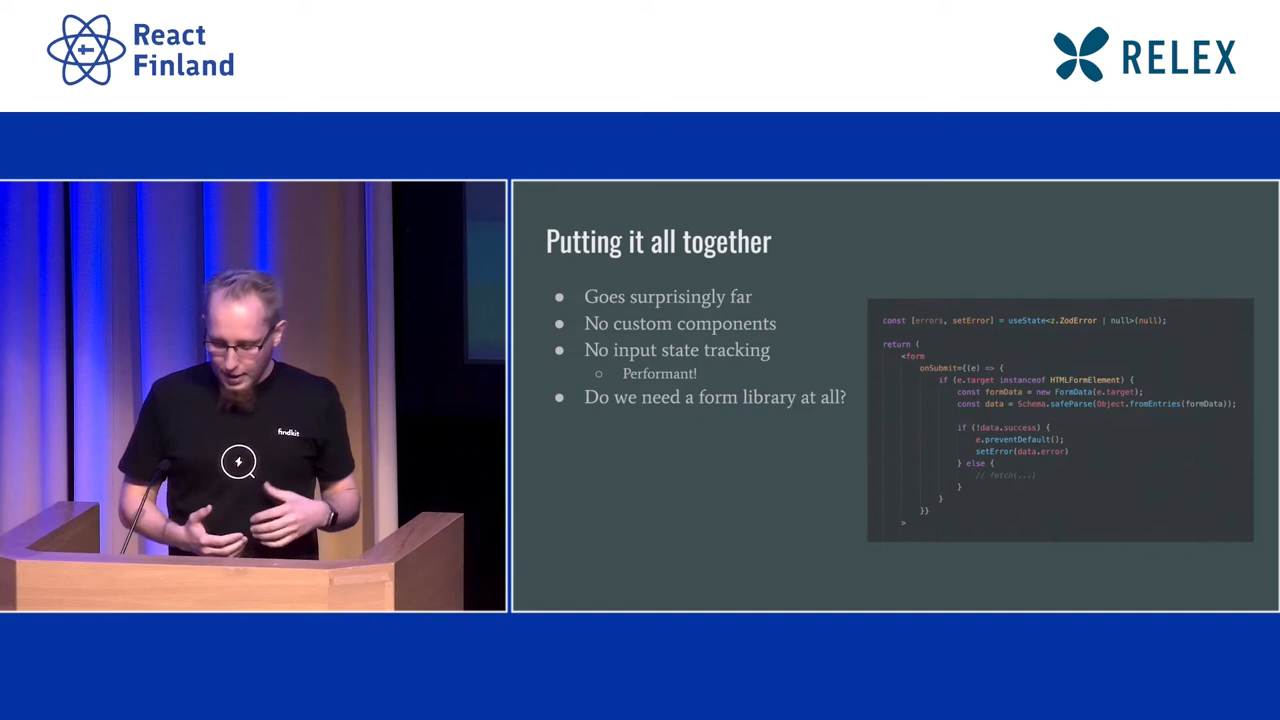 React
Finland
RELEX
findkit
Putting it all together
● Goes surprisingly far
● No custom components
● No input state tracking
○ Performant!
● Do we need a form library at all?
const [errors, setError] = useState<z.ZodError | null>(null);
return (
<form
onSubmit={(e) => {
if (e.target instanceof HTMLFormElement) {
const formData = new FormData(e.target);
const data = Schema.safeParse(Object.fromEntries(formData));
if (!data.success) {
e.preventDefault();
setError(data.error)
} else {
// fetch(...)
}
}
}}
>